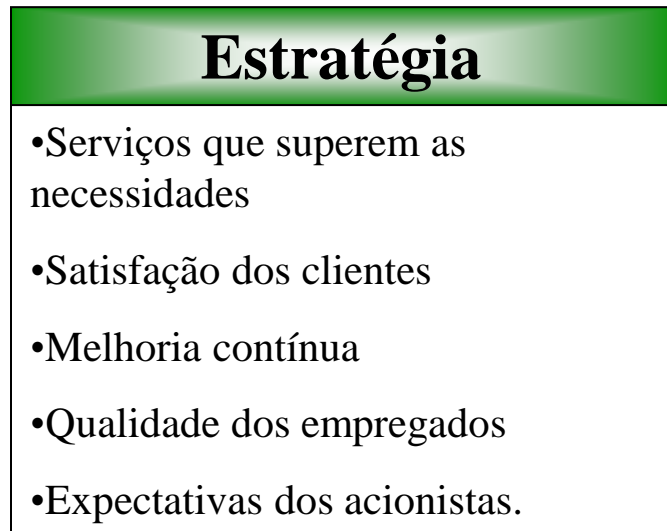 Estratégia
•Serviços que superem as
necessidades
•Satisfação dos clientes
•Melhoria contínua
•Qualidade dos empregados
•Expectativas dos acionistas.